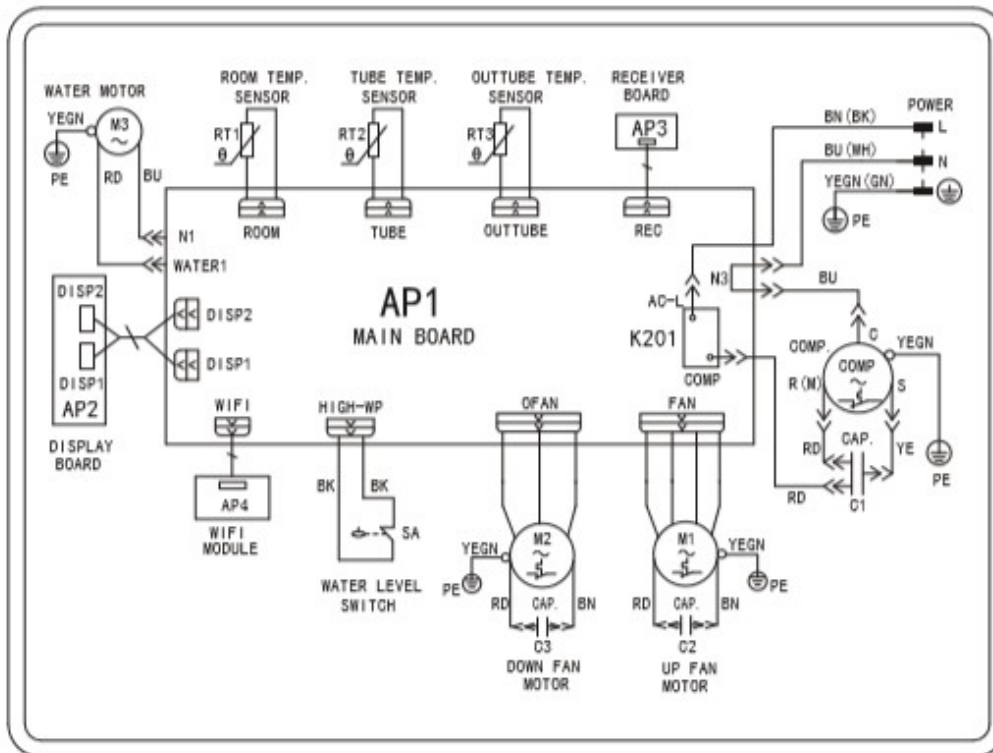 WATER MOTOR
YEGN
M3
PE
RD
BU
ROOM TEMP.
SENSOR
RT1
θ
ROOM
TUBE TEMP.
SENSOR
RT2
θ
TUBE
OUTTUBE TEMP.
SENSOR
RT3
θ
OUTTUBE
RECEIVER
BOARD
AP3
REC
POWER
BN(BK)
L
BU(WH)
N
YEGN(GN)
PE
N1
WATER1
DISP2
DISP1
AP2
DISPLAY
BOARD
DISP2
DISP1
AP1
MAIN BOARD
AC-L
K201
COMP
N3
BU
C
COMP.
COMP
YEGN
R(M)
S
RD
CAP.
YE
RD
C1
PE
WIFI
AP4
WIFI
MODULE
HIGH-WP
BK
BK
SA
WATER LEVEL
SWITCH
OFAN
M2
YEGN
PE
RD
CAP.
BN
C3
DOWN FAN
MOTOR
FAN
M1
YEGN
PE
RD
CAP.
BN
C2
UP FAN
MOTOR